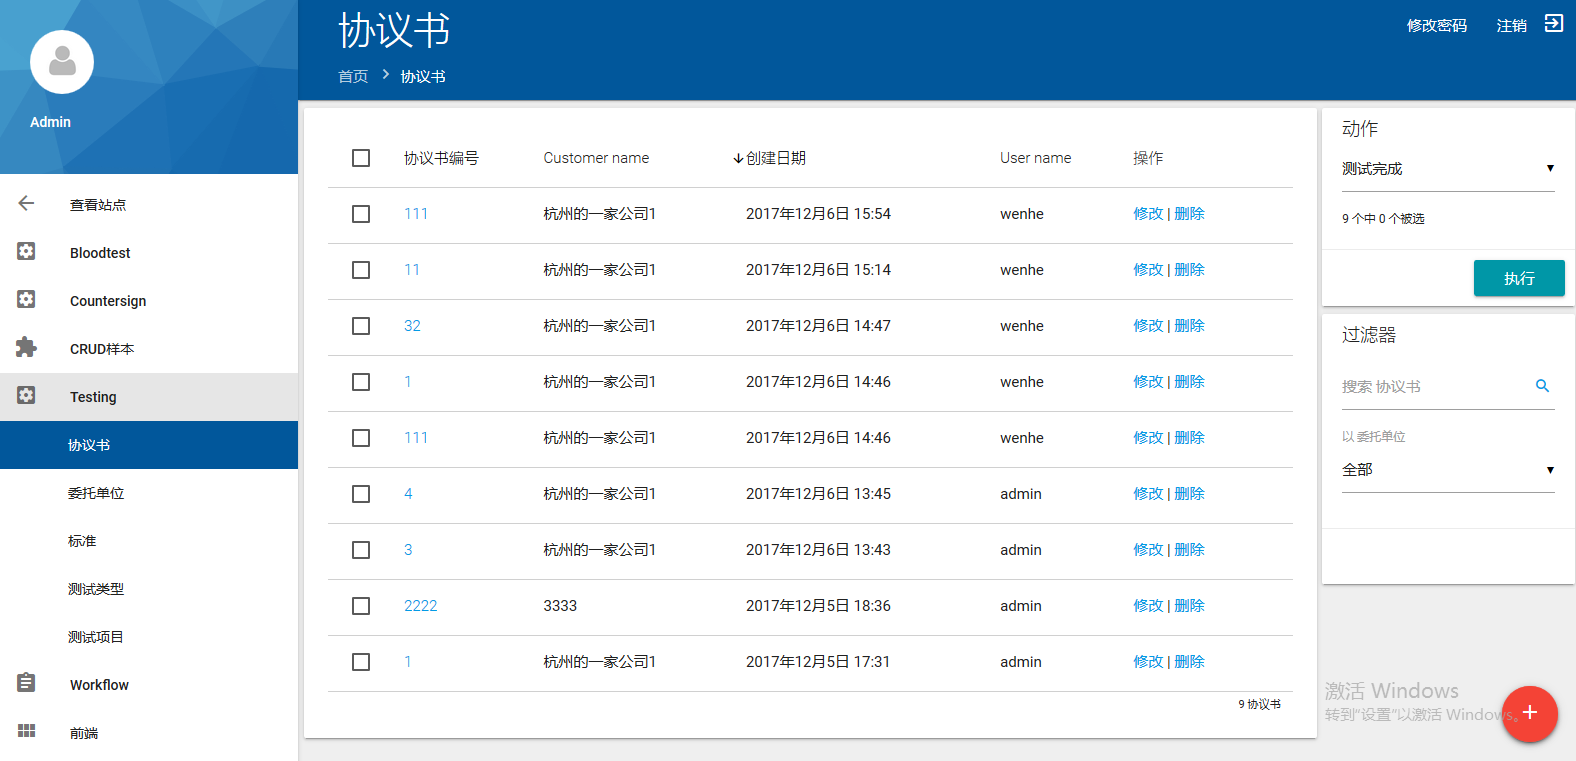 Admin
查看站点
Bloodtest
Countersign
CRUD样本
Testing
协议书
委托单位
标准
测试类型
测试项目
Workflow
前端
协议书
首页 > 协议书
修改密码 注销
协议书编号 Customer name 创建日期 User name 操作
111 杭州的一家公司1 2017年12月6日 15:54 wenhe 修改 | 删除
11 杭州的一家公司1 2017年12月6日 15:14 wenhe 修改 | 删除
32 杭州的一家公司1 2017年12月6日 14:47 wenhe 修改 | 删除
1 杭州的一家公司1 2017年12月6日 14:46 wenhe 修改 | 删除
111 杭州的一家公司1 2017年12月6日 14:46 wenhe 修改 | 删除
4 杭州的一家公司1 2017年12月6日 13:45 admin 修改 | 删除
3 杭州的一家公司1 2017年12月6日 13:43 admin 修改 | 删除
2222 3333 2017年12月5日 18:36 admin 修改 | 删除
1 杭州的一家公司1 2017年12月5日 17:31 admin 修改 | 删除
9 协议书
动作
测试完成
9 个中 0 个被选
执行
过滤器
搜索 协议书
以 委托单位
全部
激活 Windows
转到"设置"以激活 Windows。